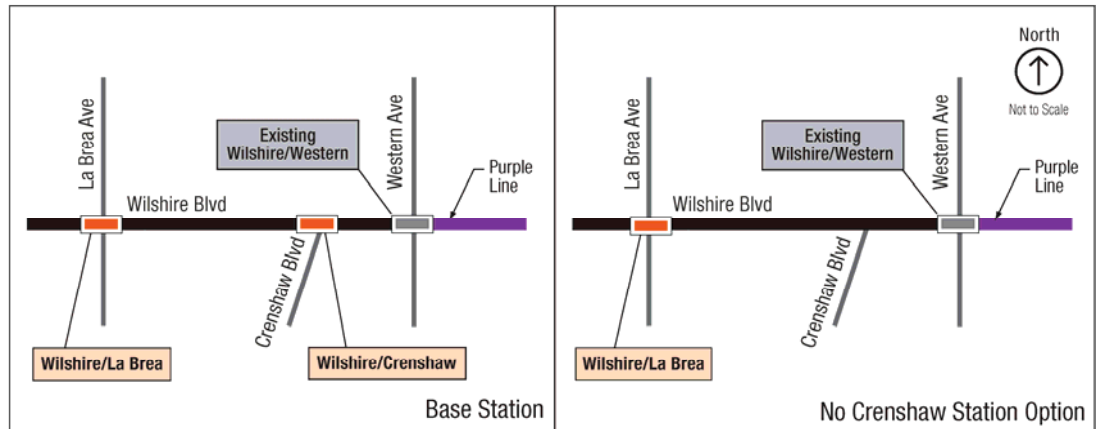 La Brea Ave
Existing
Wilshire/Western
Western Ave
Purple
Line
Wilshire Blvd
Crenshaw Blvd
Wilshire/La Brea
Wilshire/Crenshaw
Base Station
North
Not to Scale
La Brea Ave
Existing
Wilshire/Western
Western Ave
Purple
Line
Wilshire Blvd
Crenshaw Blvd
Wilshire/La Brea
No Crenshaw Station Option